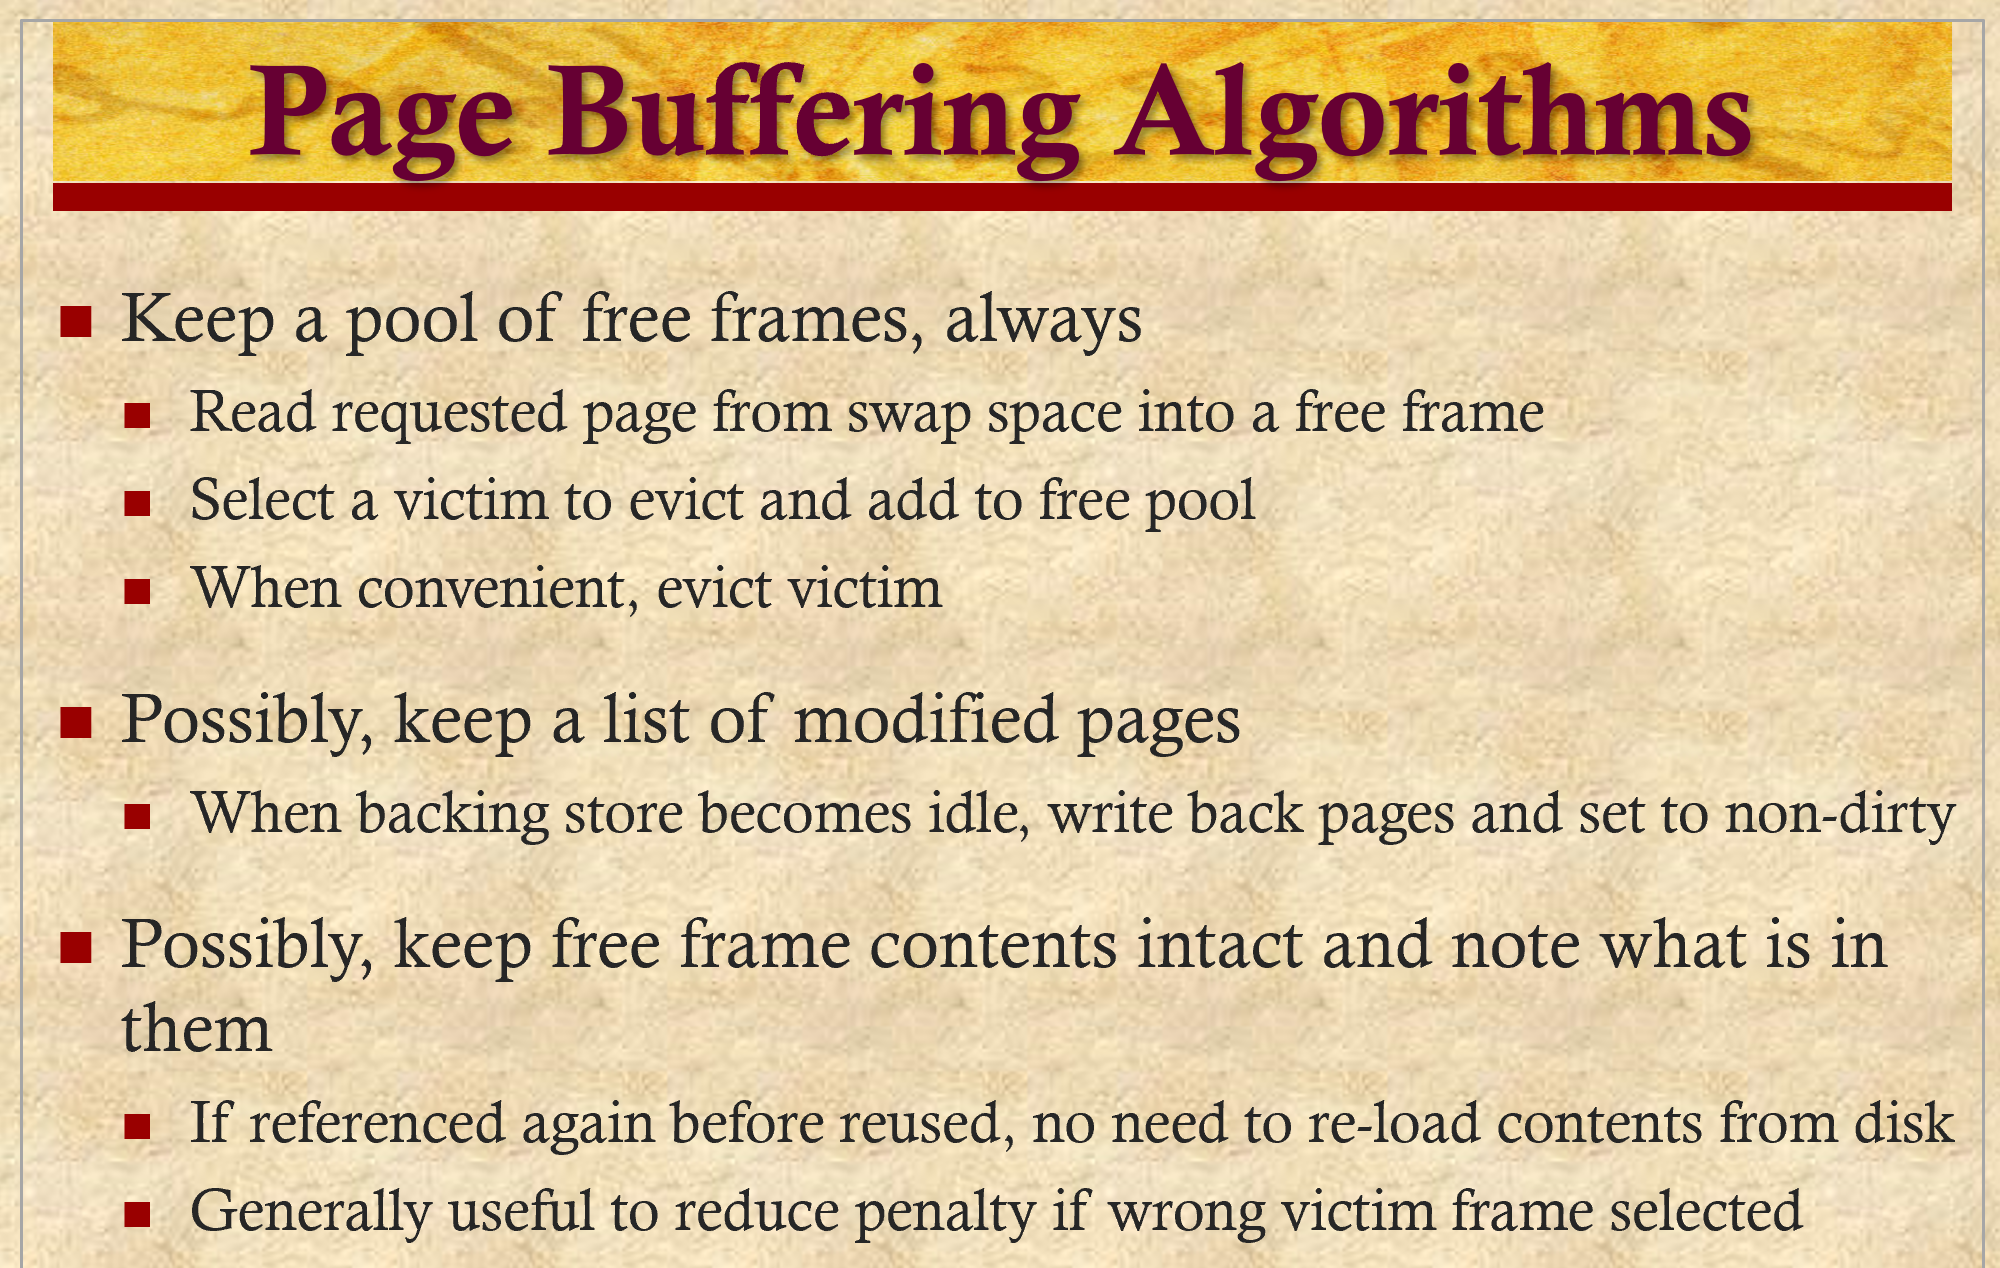 Page Buffering Algorithms
Keep a pool of free frames, always
Read requested page from swap space into a free frame
Select a victim to evict and add to free pool
When convenient, evict victim
Possibly, keep a list of modified pages
When backing store becomes idle, write back pages and set to non-dirty
Possibly, keep free frame contents intact and note what is in
them
If referenced again before reused, no need to re-load contents from disk
Generally useful to reduce penalty if wrong victim frame selected